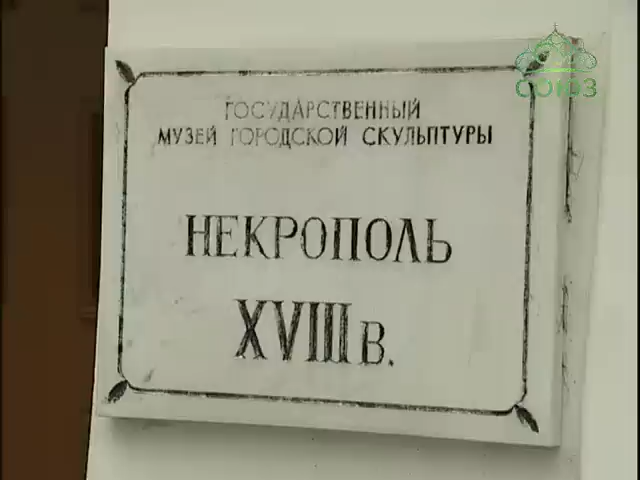 СОЮЗ
ГОСУДАРСТВЕННЫЙ
МУЗЕЙ ГОРОДСКОЙ СКУЛЬПТУРЫ
НЕКРОПОЛЬ
XVIII В.